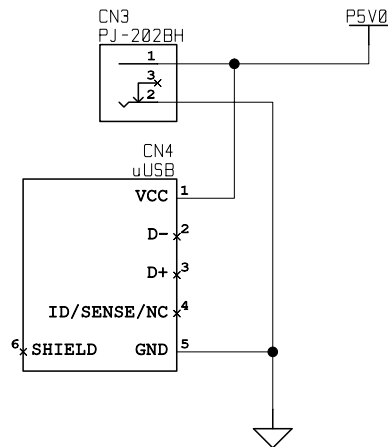 CN3
P5V0
PJ-202BH
1
3
2
CN4
uUSB
VCC 1
D- 2
D+ 3
ID/SENSE/NC 4
6 SHIELD GND 5